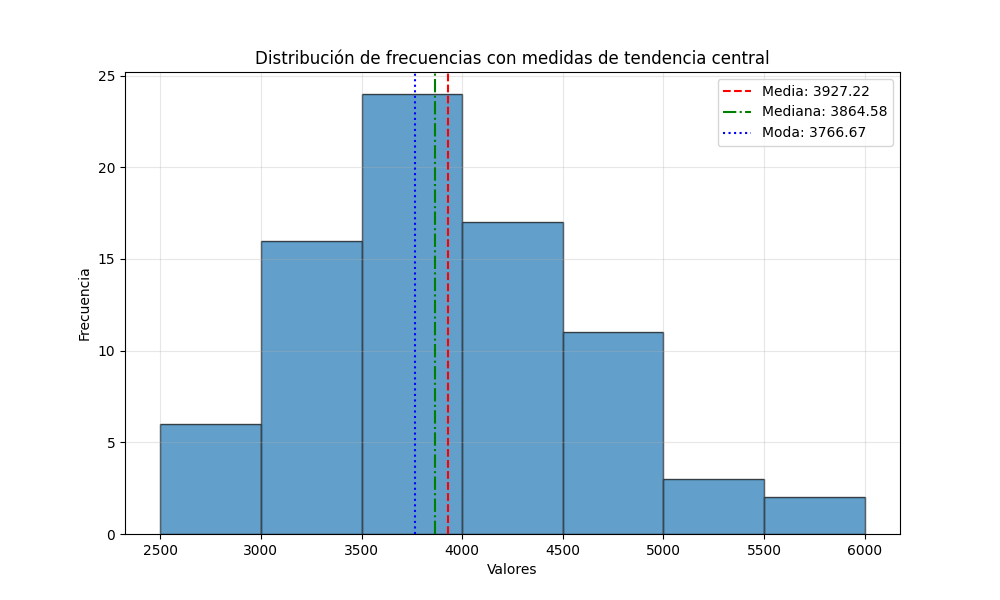 Distribución de frecuencias con medidas de tendencia central
Media: 3927.22
Mediana: 3864.58
Moda: 3766.67
Frecuencia
25
20
15
10
5
0
2500 3000 3500 4000 4500 5000 5500 6000
Valores